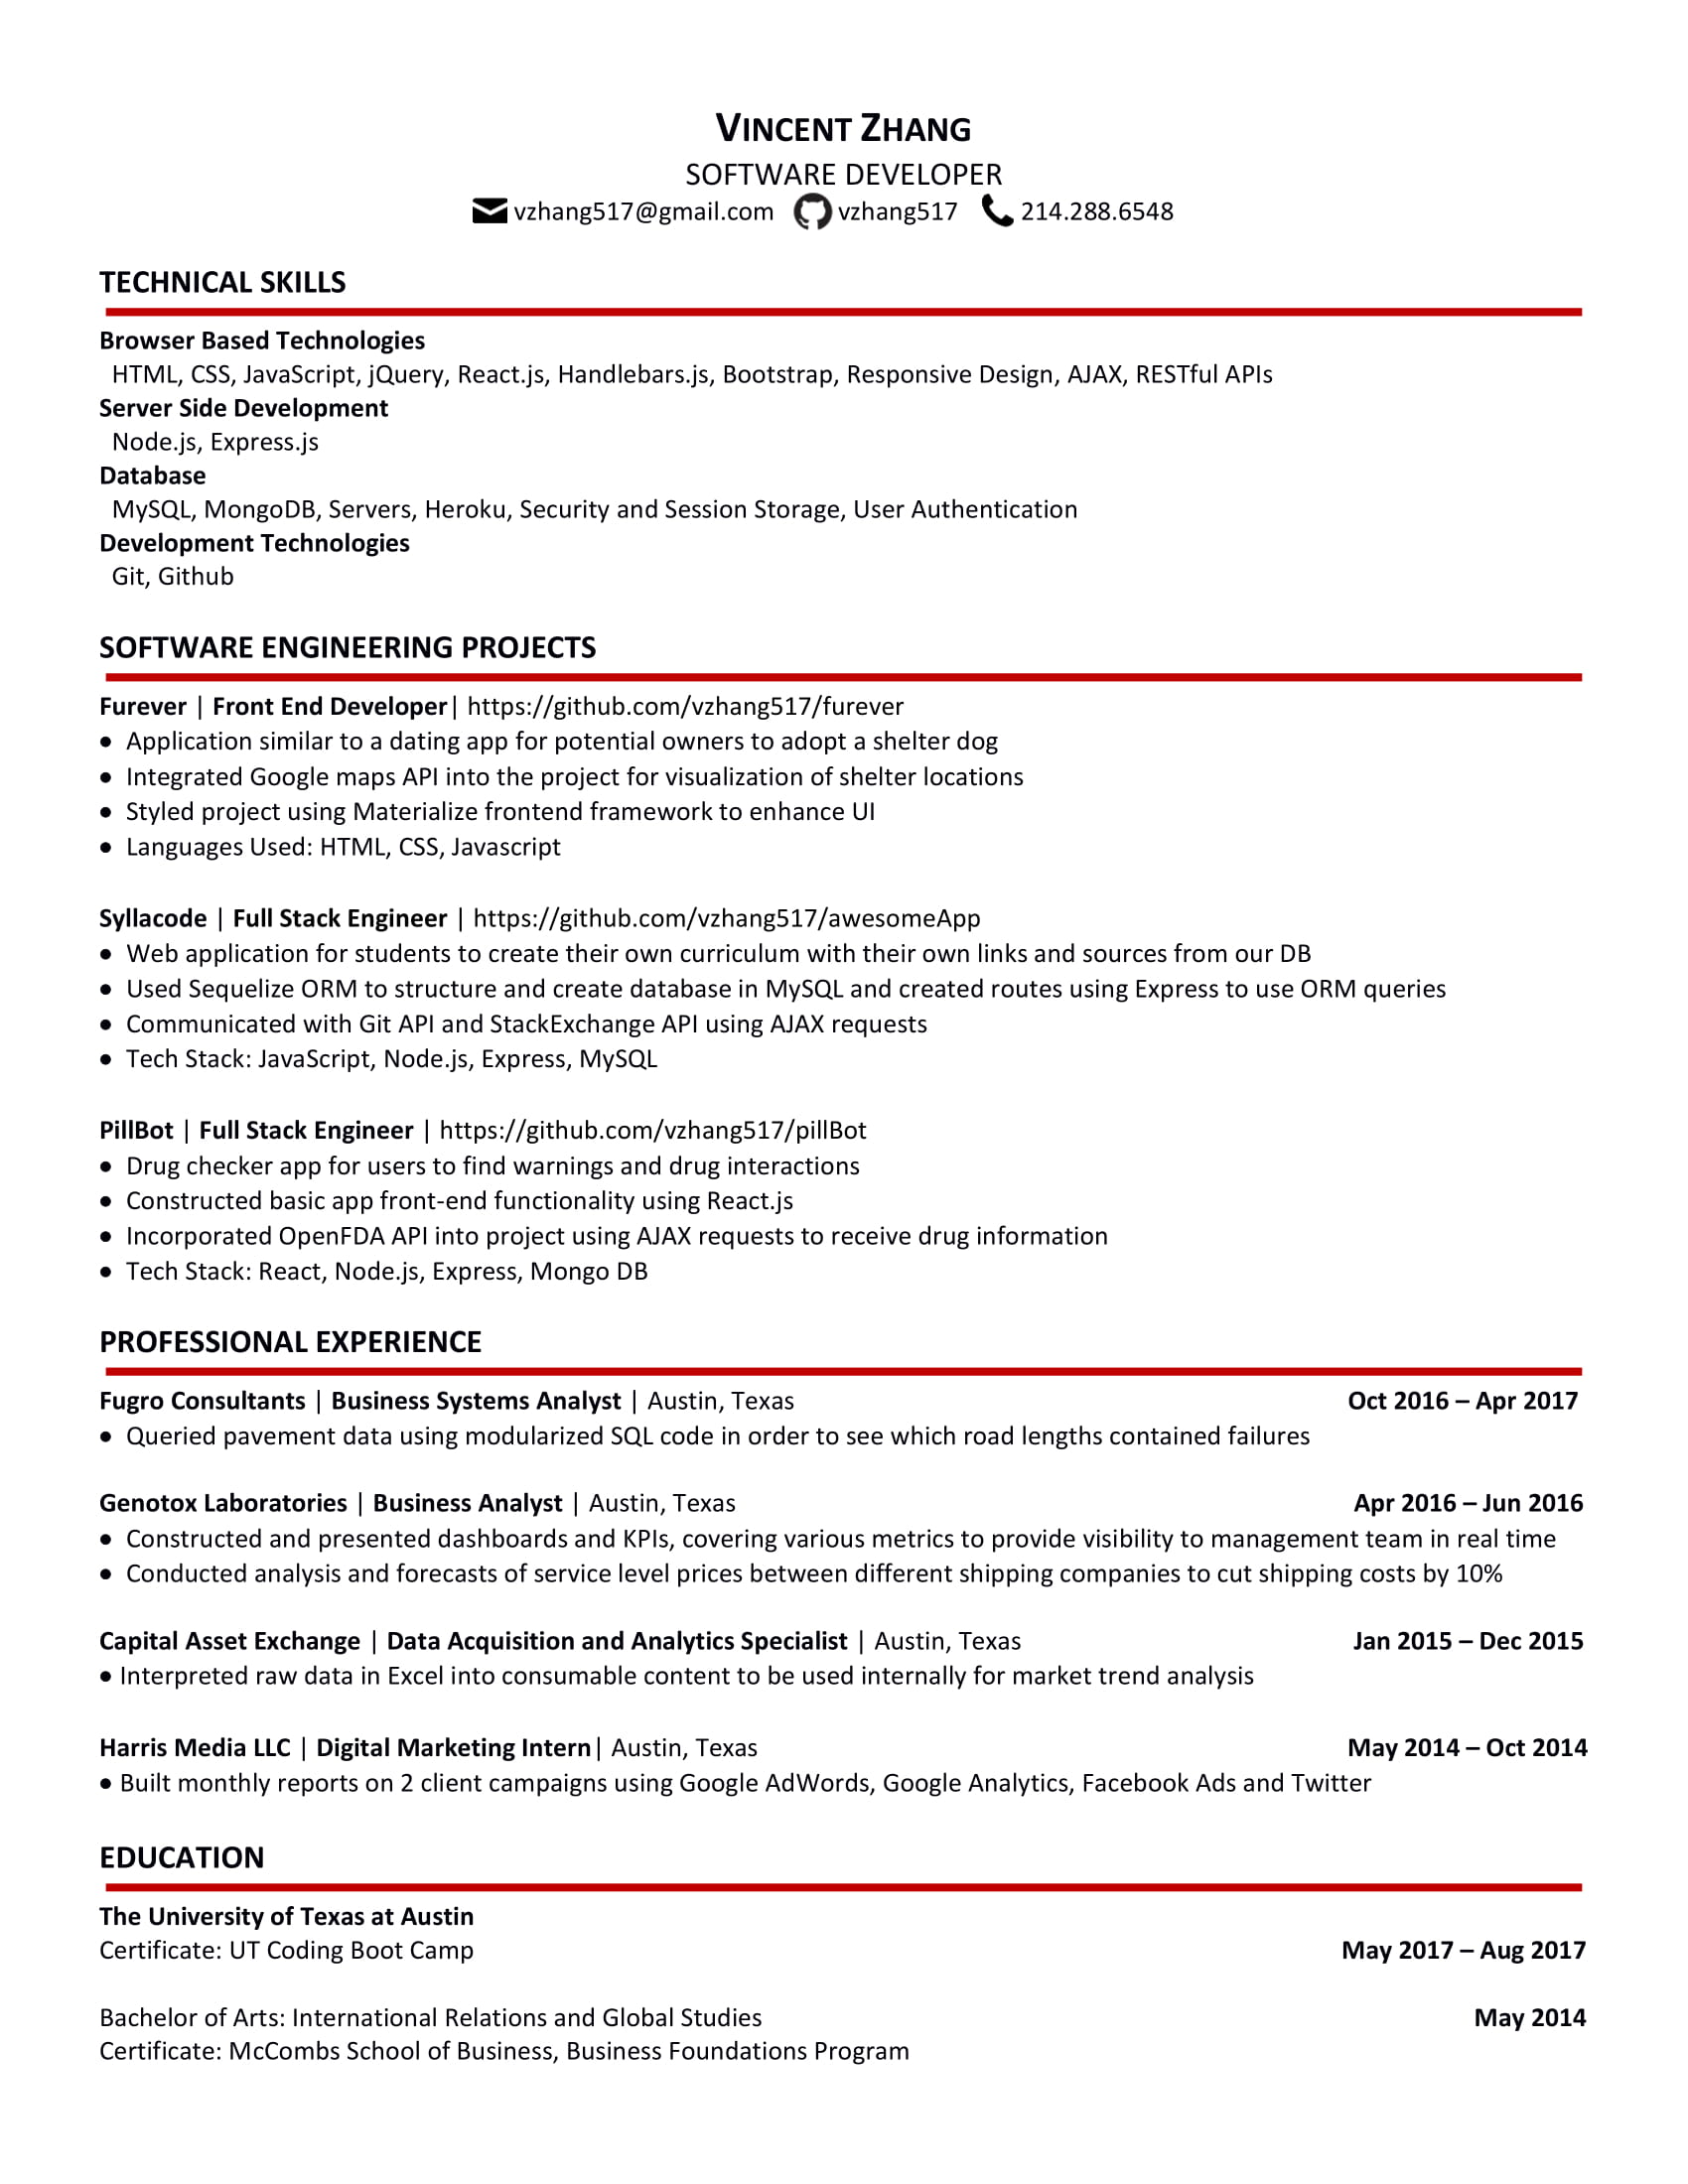 VINCENT ZHANG
SOFTWARE DEVELOPER
vzhang517@gmail.com vzhang517 214.288.6548
TECHNICAL SKILLS
Browser Based Technologies
HTML, CSS, JavaScript, jQuery, React.js, Handlebars.js, Bootstrap, Responsive Design, AJAX, RESTful APIs
Server Side Development
Node.js, Express.js
Database
MySQL, MongoDB, Servers, Heroku, Security and Session Storage, User Authentication
Development Technologies
Git, Github
SOFTWARE ENGINEERING PROJECTS
Furever | Front End Developer| https://github.com/vzhang517/furever
• Application similar to a dating app for potential owners to adopt a shelter dog
• Integrated Google maps API into the project for visualization of shelter locations
• Styled project using Materialize frontend framework to enhance UI
• Languages Used: HTML, CSS, Javascript
Syllacode | Full Stack Engineer | https://github.com/vzhang517/awesomeApp
• Web application for students to create their own curriculum with their own links and sources from our DB
• Used Sequelize ORM to structure and create database in MySQL and created routes using Express to use ORM queries
• Communicated with Git API and StackExchange API using AJAX requests
• Tech Stack: JavaScript, Node.js, Express, MySQL
PillBot | Full Stack Engineer | https://github.com/vzhang517/pillBot
• Drug checker app for users to find warnings and drug interactions
• Constructed basic app front-end functionality using React.js
• Incorporated OpenFDA API into project using AJAX requests to receive drug information
• Tech Stack: React, Node.js, Express, Mongo DB
PROFESSIONAL EXPERIENCE
Fugro Consultants | Business Systems Analyst | Austin, Texas Oct 2016 – Apr 2017
• Queried pavement data using modularized SQL code in order to see which road lengths contained failures
Genotox Laboratories | Business Analyst | Austin, Texas Apr 2016 – Jun 2016
• Constructed and presented dashboards and KPIs, covering various metrics to provide visibility to management team in real time
• Conducted analysis and forecasts of service level prices between different shipping companies to cut shipping costs by 10%
Capital Asset Exchange | Data Acquisition and Analytics Specialist | Austin, Texas Jan 2015 – Dec 2015
• Interpreted raw data in Excel into consumable content to be used internally for market trend analysis
Harris Media LLC | Digital Marketing Intern| Austin, Texas May 2014 – Oct 2014
• Built monthly reports on 2 client campaigns using Google AdWords, Google Analytics, Facebook Ads and Twitter
EDUCATION
The University of Texas at Austin
Certificate: UT Coding Boot Camp May 2017 – Aug 2017
Bachelor of Arts: International Relations and Global Studies May 2014
Certificate: McCombs School of Business, Business Foundations Program